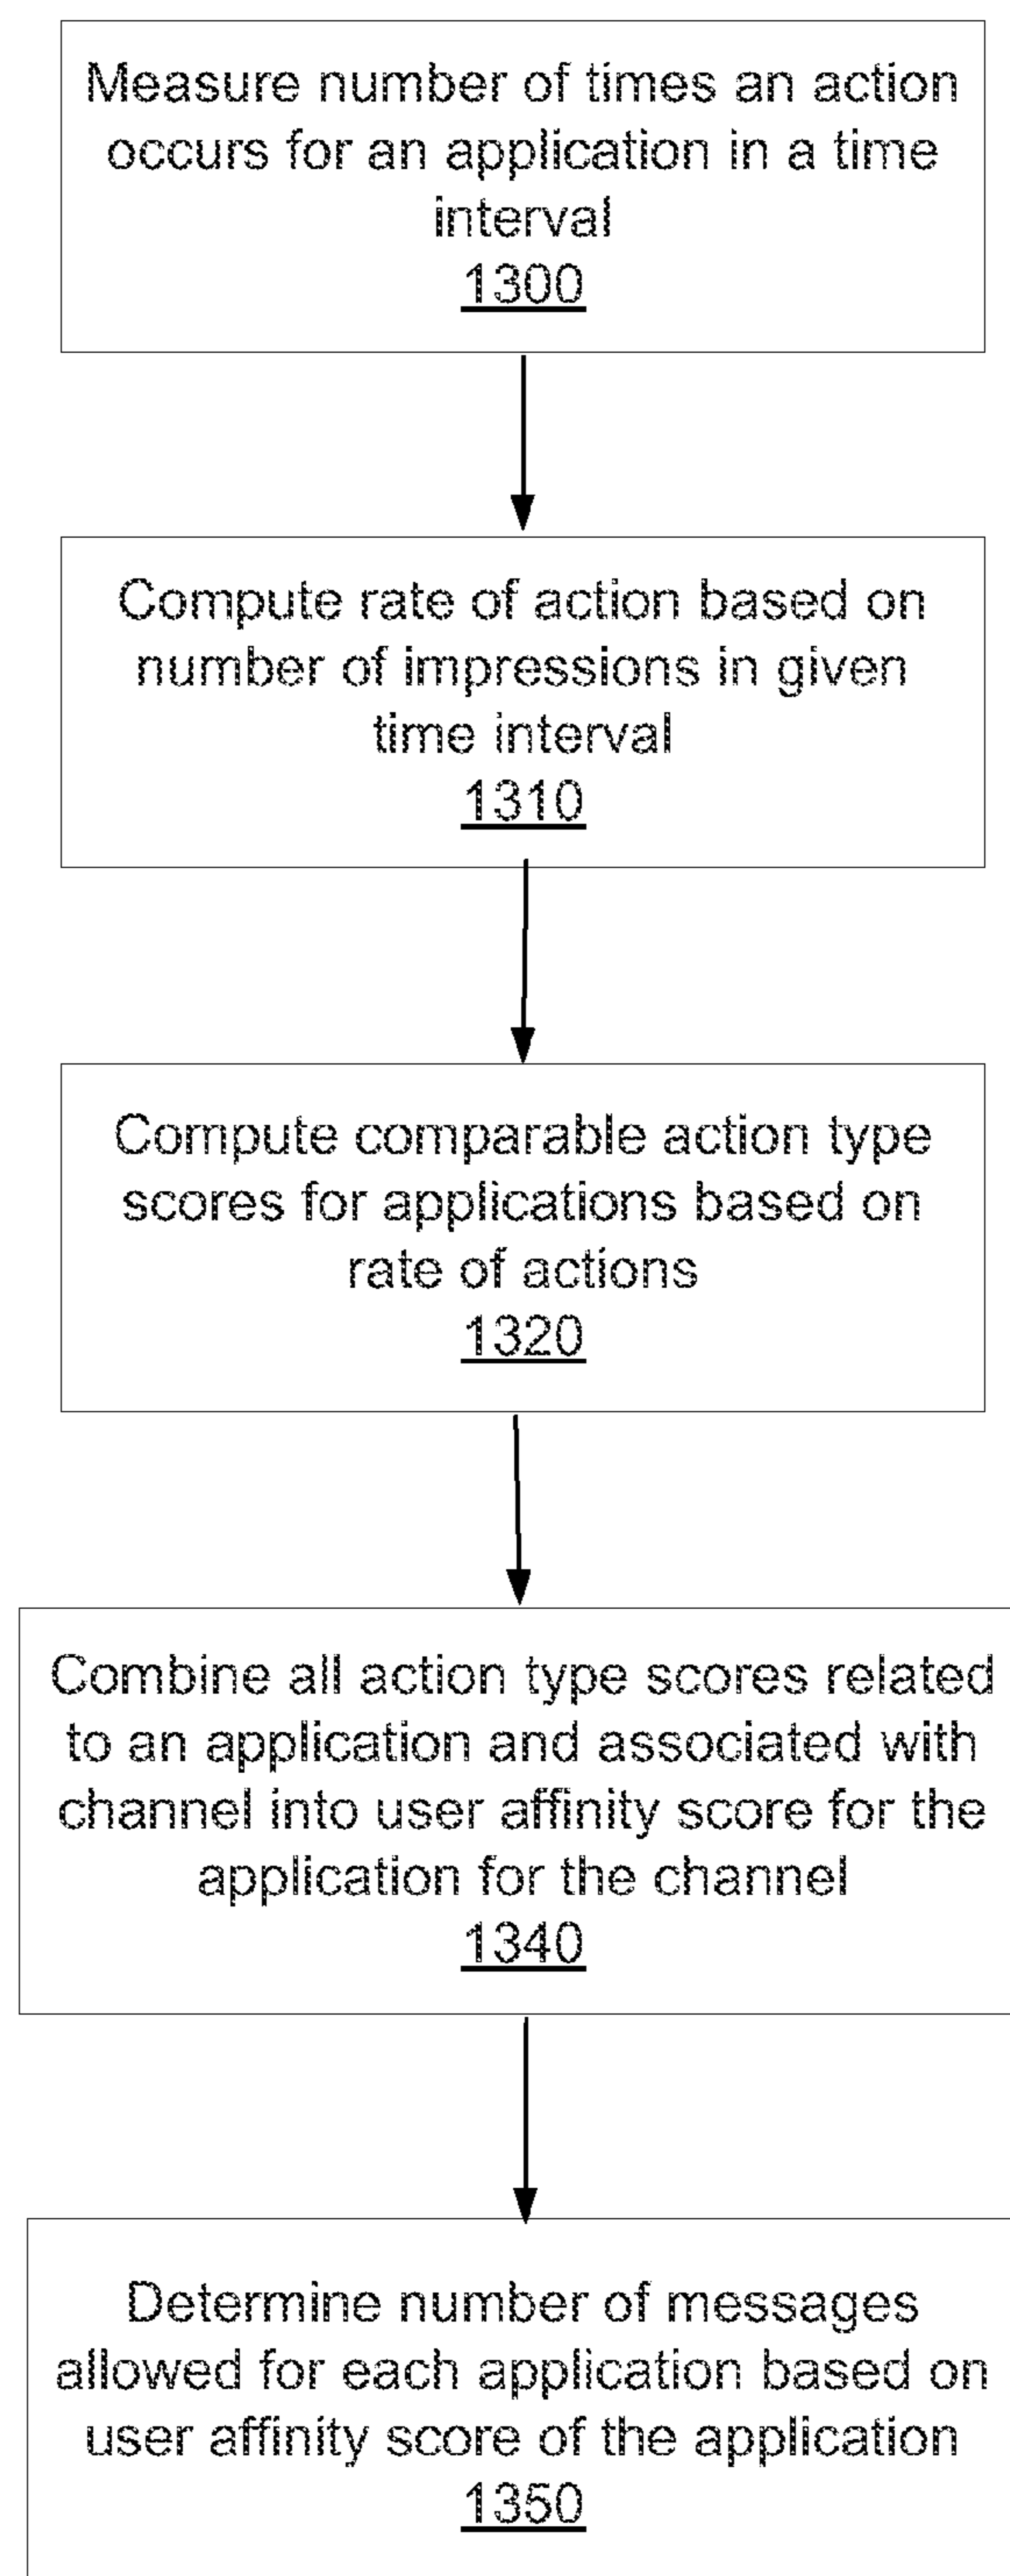 Measure number of times an action
occurs for an application in a time
interval
1300
Compute rate of action based on
number of impressions in given
time interval
1310
Compute comparable action type
scores for applications based on
rate of actions
1320
Combine all action type scores related
to an application and associated with
channel into user affinity score for the
application for the channel
1340
Determine number of messages
allowed for each application based on
user affinity score of the application
1350